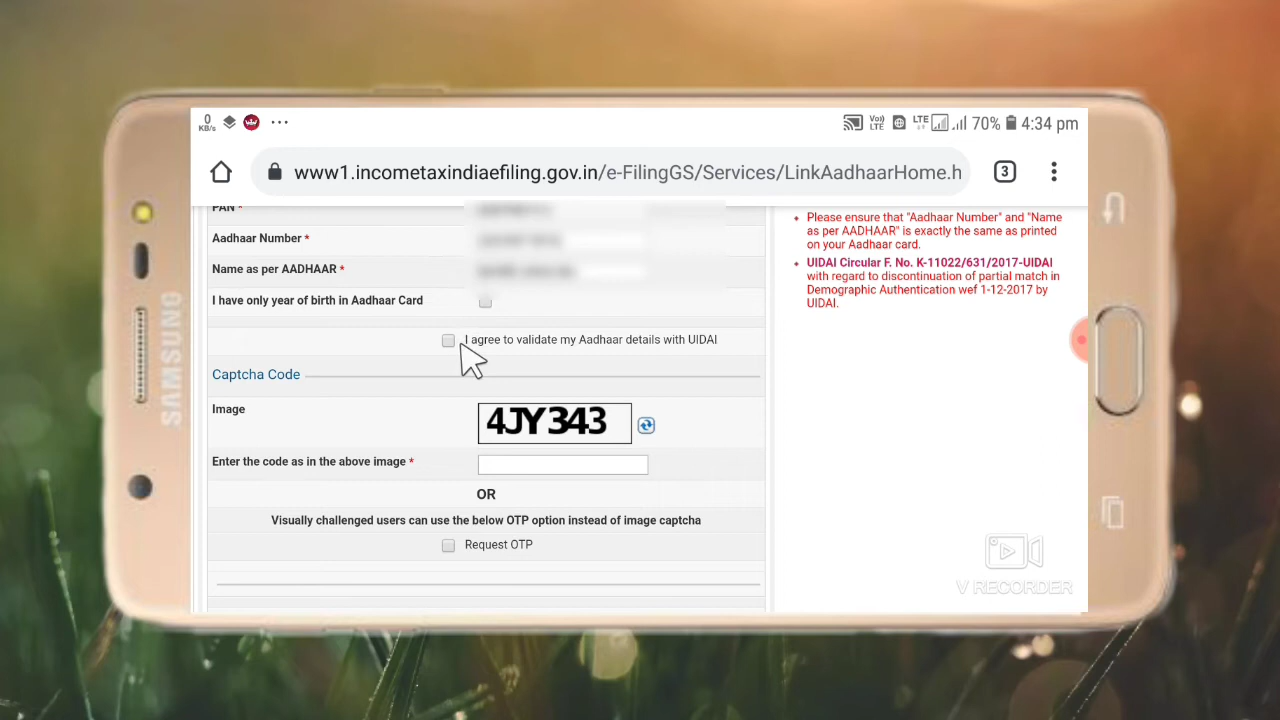 0
KB/s
... Vo))
LTE
LTE
70% 4:34 pm
www1.incometaxindiaefiling.gov.in/e-FilingGS/Services/LinkAadhaarHome.h
3
PAN *
Aadhaar Number *
Name as per AADHAAR *
I have only year of birth in Aadhaar Card
I agree to validate my Aadhaar details with UIDAI
Captcha Code
Image
4JY343
Enter the code as in the above image *
OR
Visually challenged users can use the below OTP option instead of image captcha
Request OTP
• Please ensure that "Aadhaar Number" and "Name
as per AADHAAR" is exactly the same as printed
on your Aadhaar card.
• UIDAI Circular F. No. K-11022/631/2017-UIDAI
with regard to discontinuation of partial match in
Demographic Authentication wef 1-12-2017 by
UIDAI.
V RECORDER
SAMSUNG